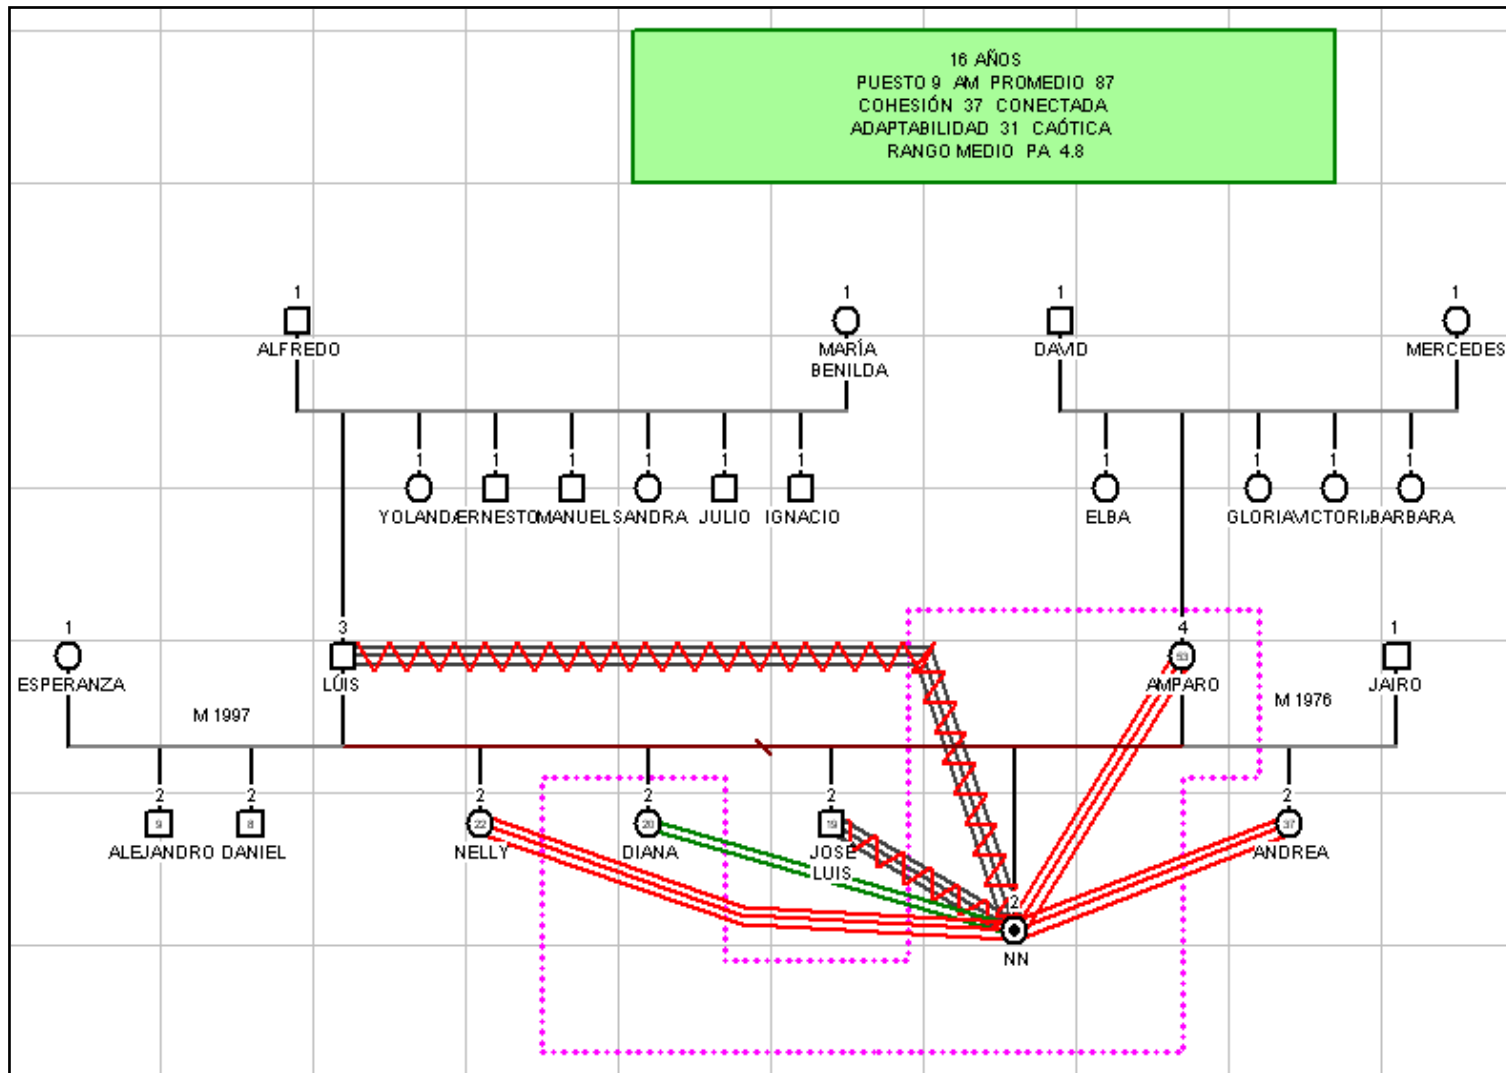 16 AÑOS
PUESTO 9 AM PROMEDIO 87
COHESIÓN 37 CONECTADA
ADAPTABILIDAD 31 CAÓTICA
RANGO MEDIO PA 4.8
1 1 1 1
ALFREDO MARÍA BENILDA DAVID MERCEDES
1 1 1 1 1 1 1 1 1 1
YOLANDA ERNESTO MANUEL SANDRA JULIO IGNACIO ELBA GLORIA VICTORIA BARBARA
1 3 4 1
53
ESPERANZA LÚIS AMPARO JAIRO
M 1997 M 1976
2 2 2 2 2 2
9 8 22 20 19 37
ALEJANDRO DANIEL NELLY DIANA JOSÉ LUIS ANDREA
2
NN